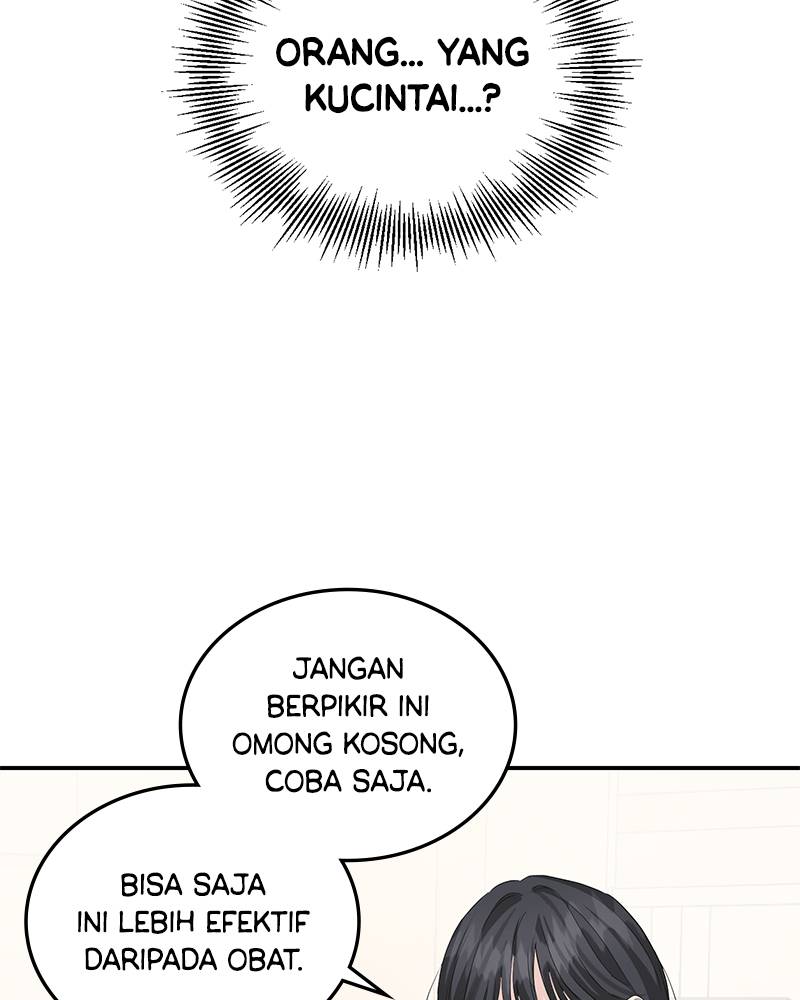 ORANG... YANG
KUCINTAI...?
JANGAN
BERPIKIR INI
OMONG KOSONG,
COBA SAJA.
BISA SAJA
INI LEBIH EFEKTIF
DARIPADA OBAT.